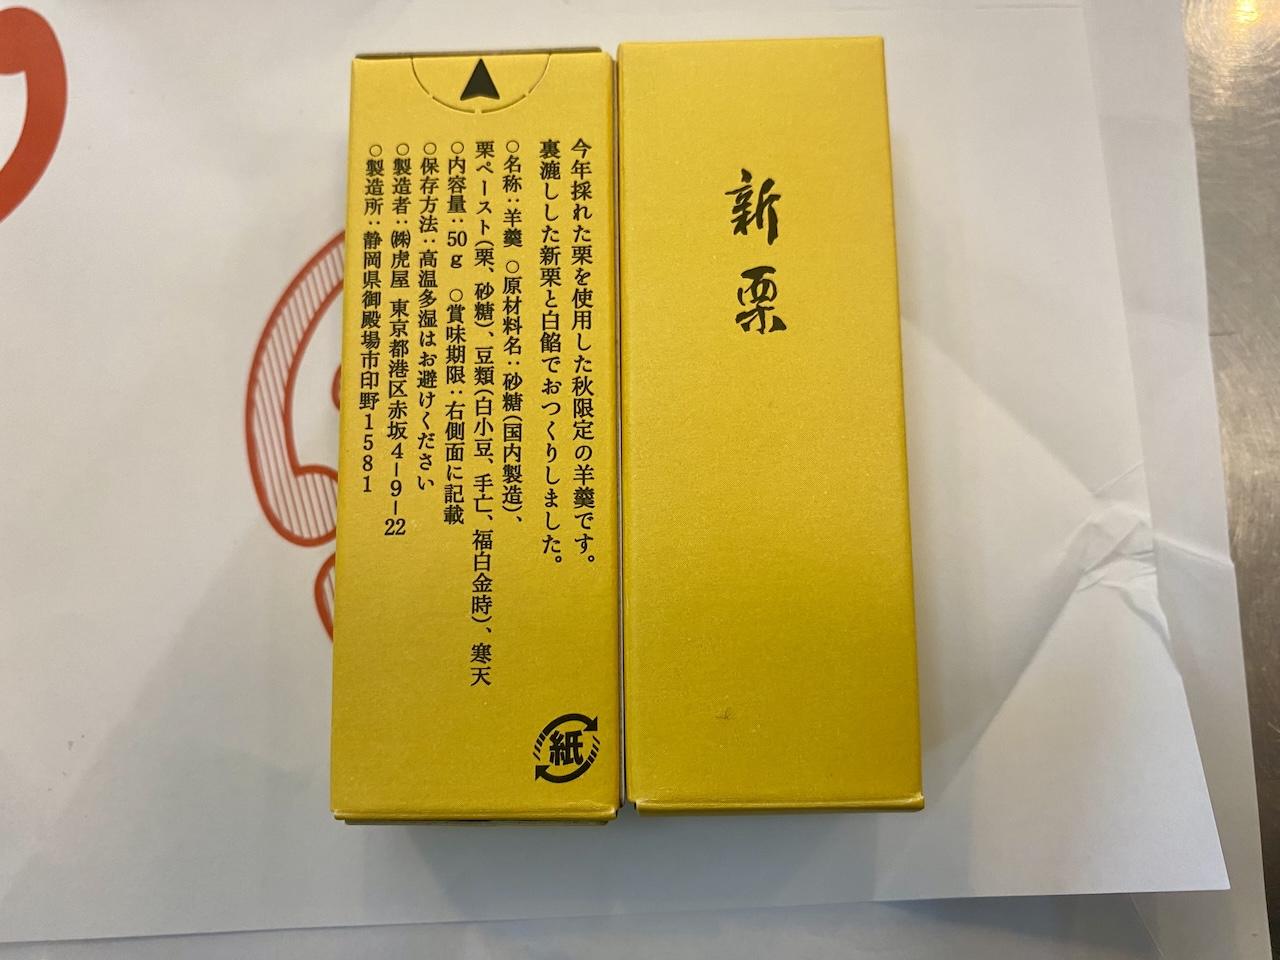 新栗
今年採れた栗を使用した秋限定の羊羹です。
裏漉しした新栗と白餡でおつくりしました。
○名称：羊羹 ○原材料名：砂糖（国内製造）、
栗ペースト（栗、砂糖）、豆類（白小豆、手亡、福白金時）、寒天
○内容量：50g ○賞味期限：右側面に記載
○保存方法：高温多湿はお避けください
○製造者：㈱虎屋 東京都港区赤坂4-9-22
○製造所：静岡県御殿場市印野1581
紙